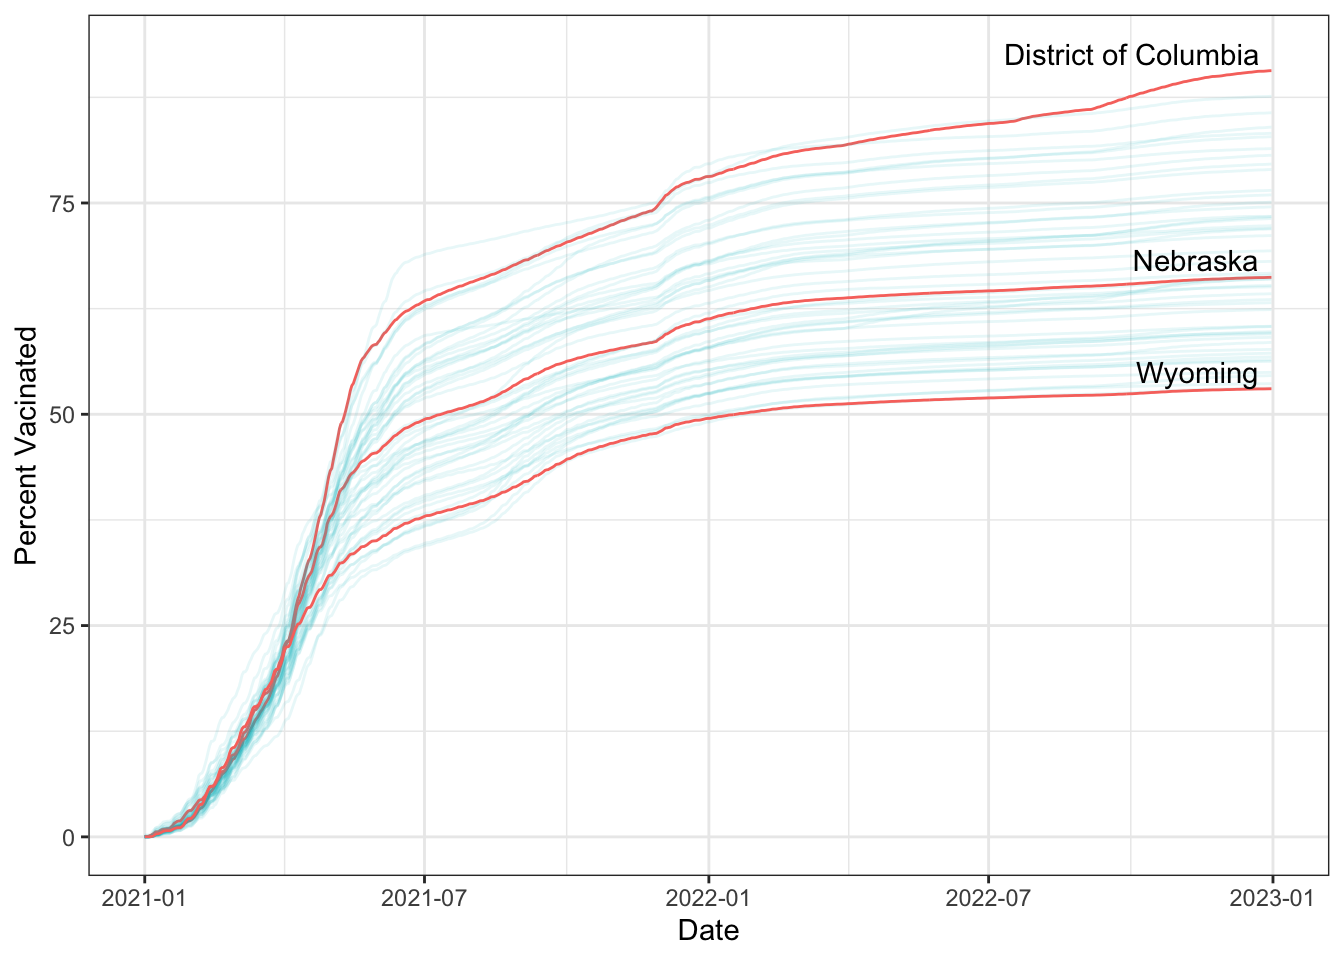 District of Columbia
75
Nebraska
Wyoming
50
25
0
Percent Vacinated
2021-01
2021-07
2022-01
2022-07
2023-01
Date